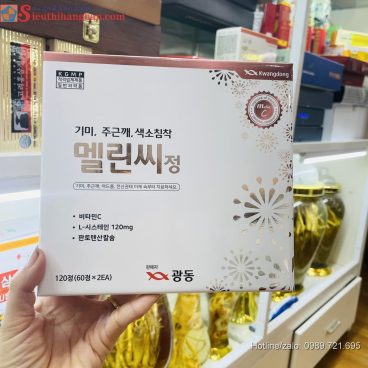 Sieuthihanghan.com
KGMP
Kwangdong
기미, 주근깨, 색소침착
멜린씨정
• 비타민C
• L-시스테인 120mg
• 판토텐산칼슘
120정(60정×2EA)
광동
Hotline/zalo: 0989.721.695